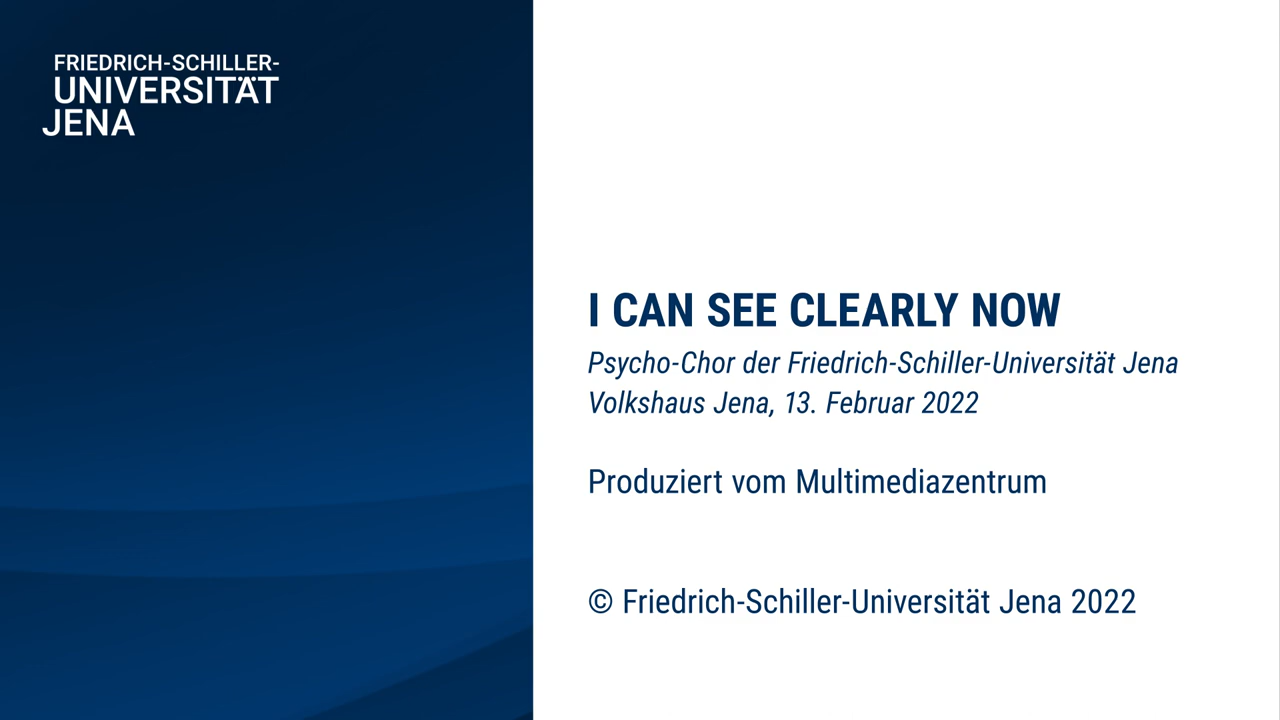 FRIEDRICH-SCHILLER-
UNIVERSITÄT
JENA
I CAN SEE CLEARLY NOW
Psycho-Chor der Friedrich-Schiller-Universität Jena
Volkshaus Jena, 13. Februar 2022
Produziert vom Multimediazentrum
© Friedrich-Schiller-Universität Jena 2022